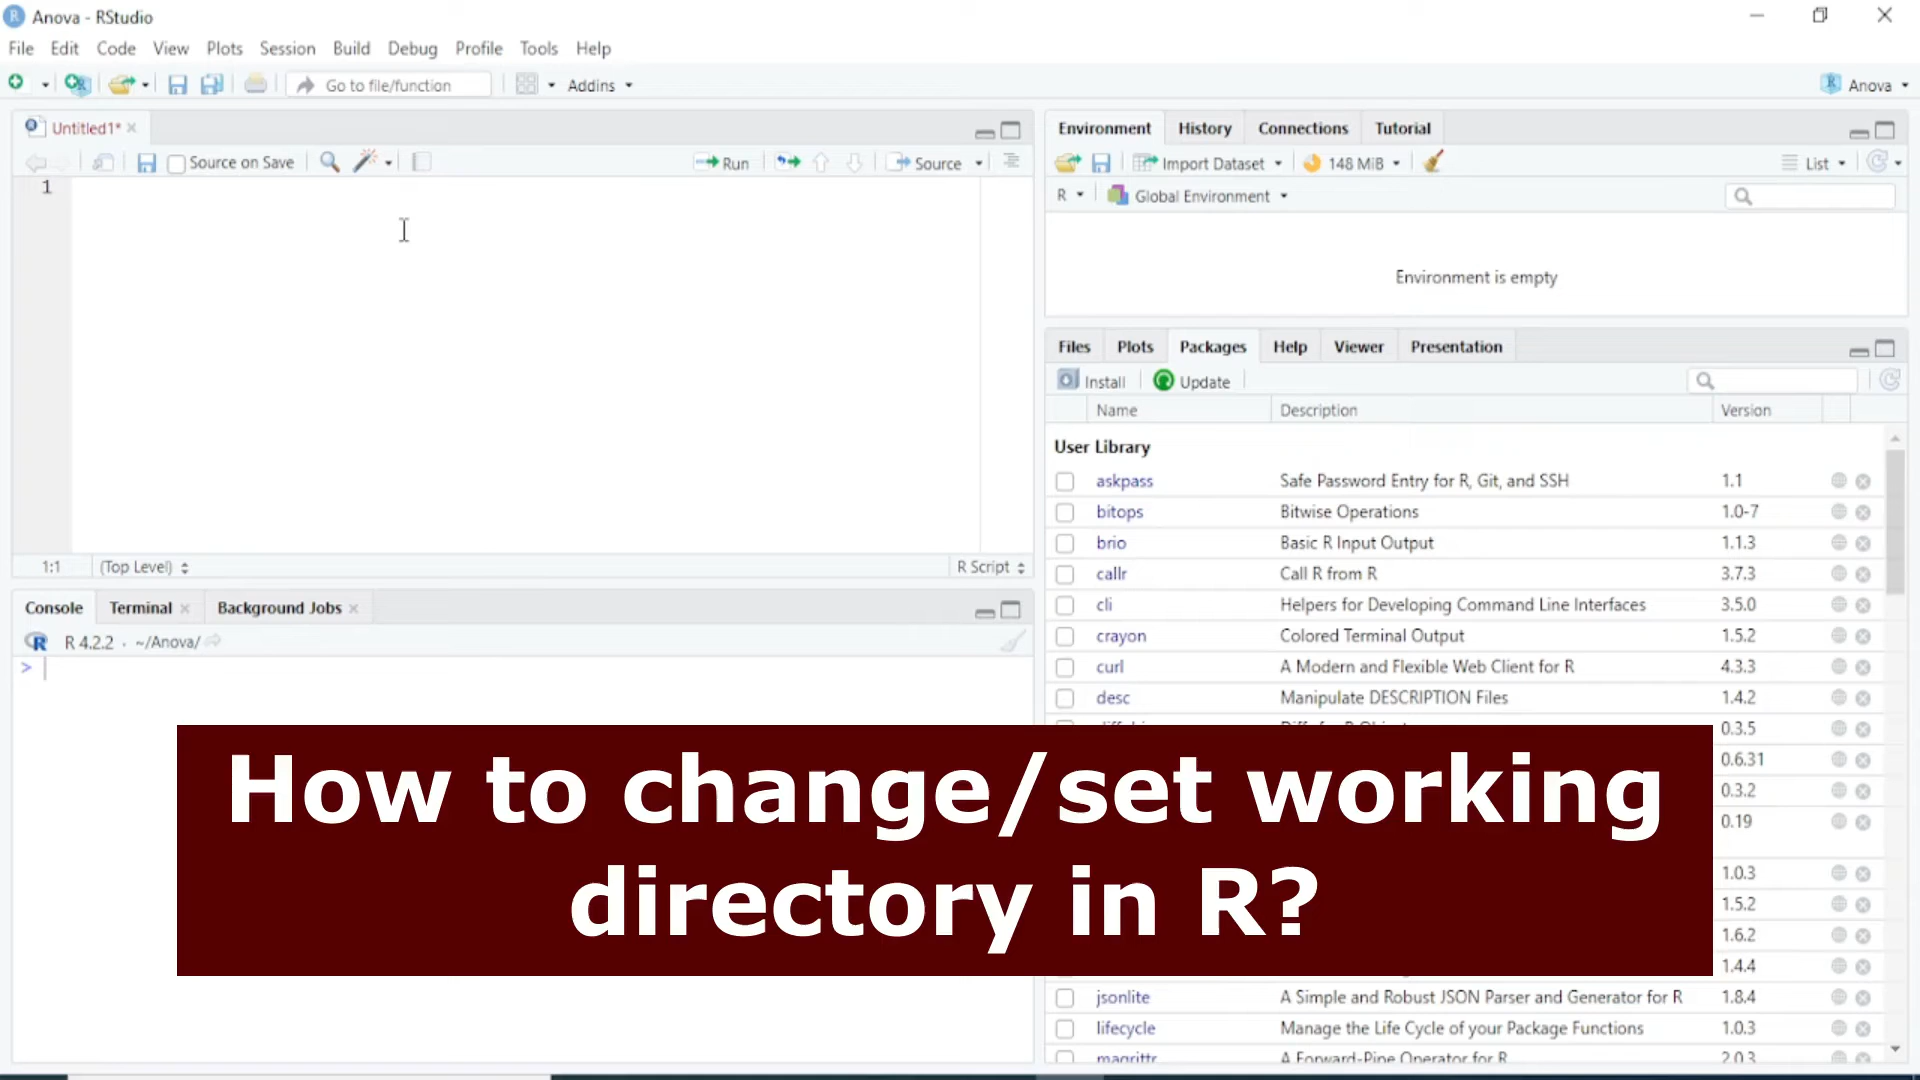 Anova - RStudio
File Edit Code View Plots Session Build Debug Profile Tools Help
Go to file/function Addins Anova
Untitled1*
Source on Save Run Source
1
1:1 (Top Level) R Script
Console Terminal Background Jobs
R 4.2.2 · ~/Anova/
>
Environment History Connections Tutorial
Import Dataset 148 MiB List
R Global Environment
Environment is empty
Files Plots Packages Help Viewer Presentation
Install Update
Name Description Version
User Library
askpass Safe Password Entry for R, Git, and SSH 1.1
bitops Bitwise Operations 1.0-7
brio Basic R Input Output 1.1.3
callr Call R from R 3.7.3
cli Helpers for Developing Command Line Interfaces 3.5.0
crayon Colored Terminal Output 1.5.2
curl A Modern and Flexible Web Client for R 4.3.3
desc Manipulate DESCRIPTION Files 1.4.2
0.3.5
0.6.31
0.3.2
0.19
1.0.3
1.5.2
1.6.2
1.4.4
jsonlite A Simple and Robust JSON Parser and Generator for R 1.8.4
lifecycle Manage the Life Cycle of your Package Functions 1.0.3
magrittr A Forward-Pipe Operator for R 2.0.3
How to change/set working
directory in R?